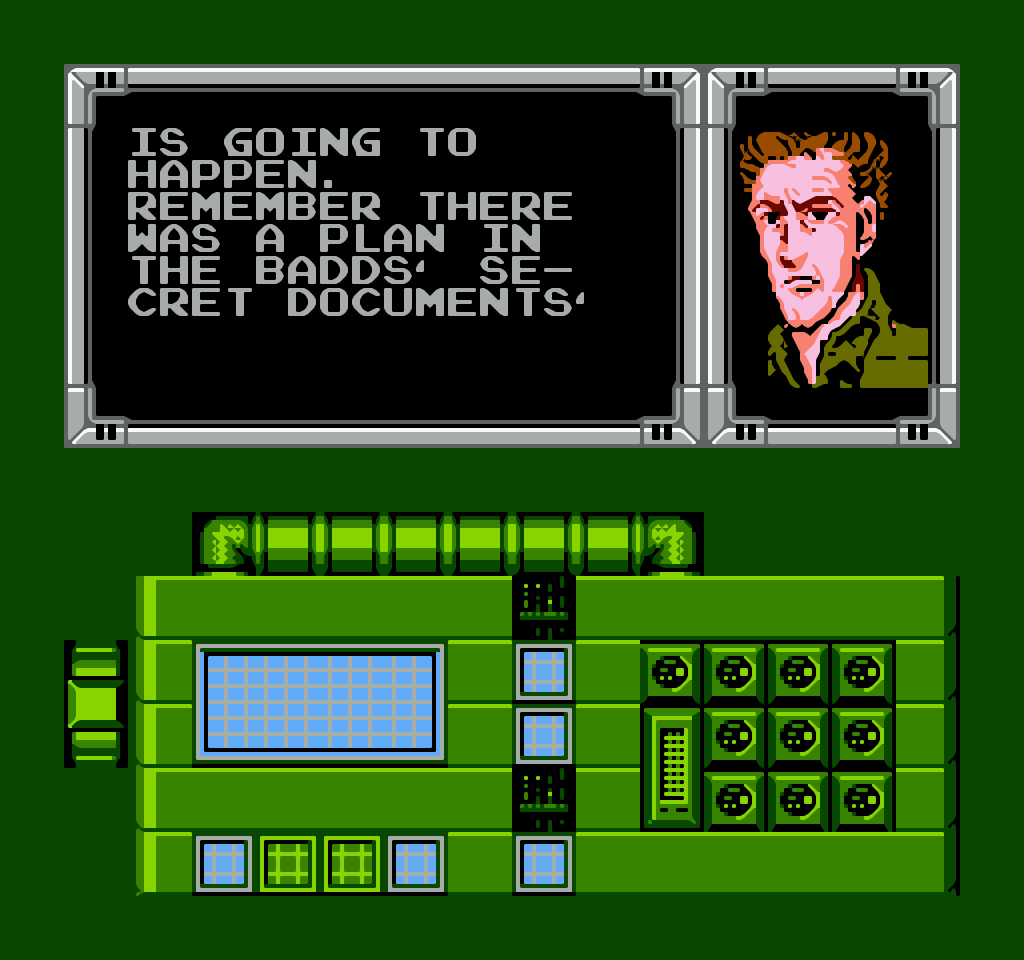 IS GOING TO
HAPPEN.
REMEMBER THERE
WAS A PLAN IN
THE BADDS' SE-
CRET DOCUMENTS'